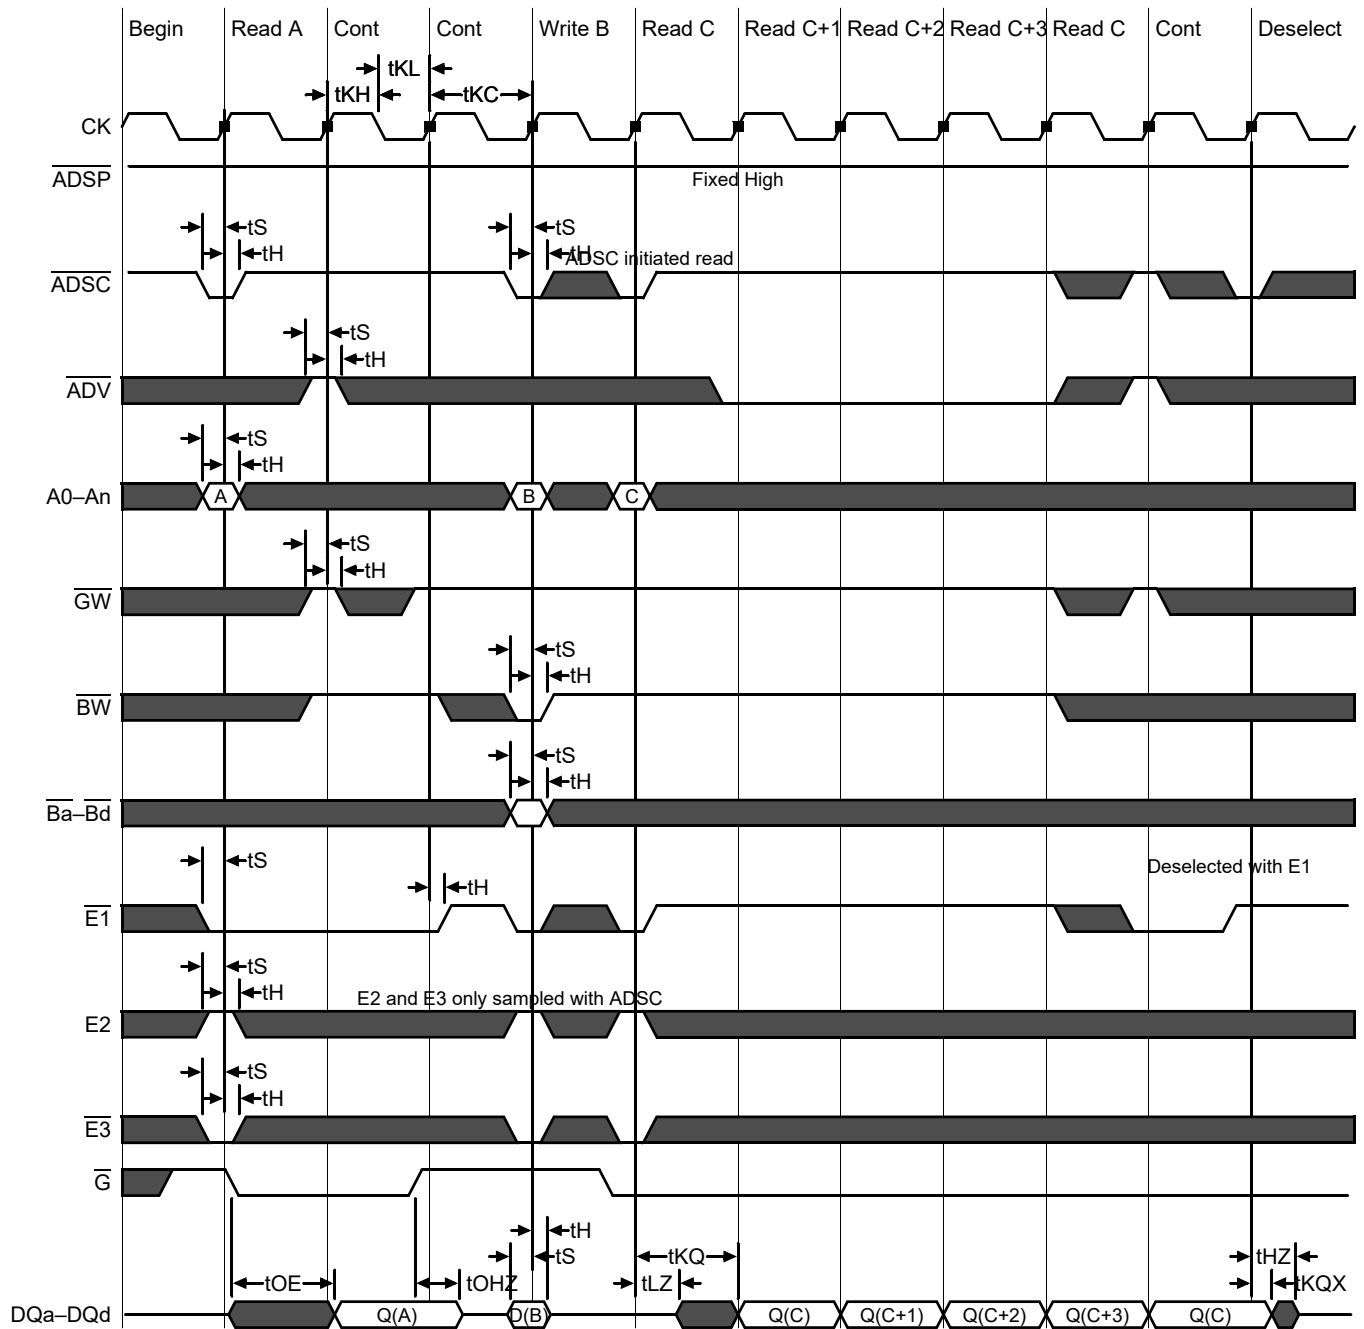 Begin Read A Cont Cont Write B Read C Read C+1 Read C+2 Read C+3 Read C Cont Deselect
tKL
tKH tKC
CK
ADSP Fixed High
tS tS
tH tH
ADSC initiated read
ADSC
tS
tH
ADV
tS
tH
A0–An A B C
tS
tH
GW
tS
tH
BW
tS
tH
Ba–Bd
tS Deselected with E1
tH
E1
tS
tH E2 and E3 only sampled with ADSC
E2
tS
tH
E3
G
tH
tS tKQ tHZ
tOE tOHZ tLZ tKQX
DQa–DQd Q(A) D(B) Q(C) Q(C+1) Q(C+2) Q(C+3) Q(C)